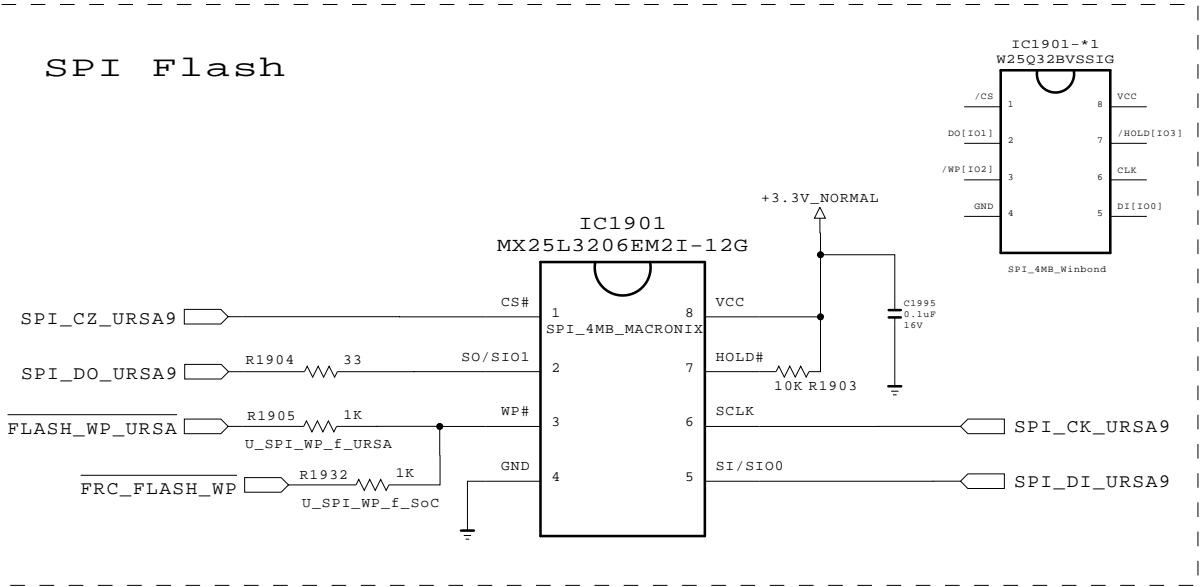 SPI Flash
IC1901-*1
W25Q32BVSSIG
/CS
1
8
VCC
DO[IO1]
2
7
/HOLD[IO3]
/WP[IO2]
3
6
CLK
GND
4
5
DI[IO0]
SPI_4MB_Winbond
+3.3V_NORMAL
IC1901
MX25L3206EM2I-12G
C1995
0.1uF
16V
SPI_CZ_URSA9
CS#
1
8
VCC
SPI_4MB_MACRONIX
SPI_DO_URSA9
R1904
33
SO/SIO1
2
7
HOLD#
10K R1903
FLASH_WP_URSA
R1905
1K
U_SPI_WP_f_URSA
WP#
3
6
SCLK
SPI_CK_URSA9
FRC_FLASH_WP
R1932
1K
U_SPI_WP_f_SoC
GND
4
5
SI/SIO0
SPI_DI_URSA9